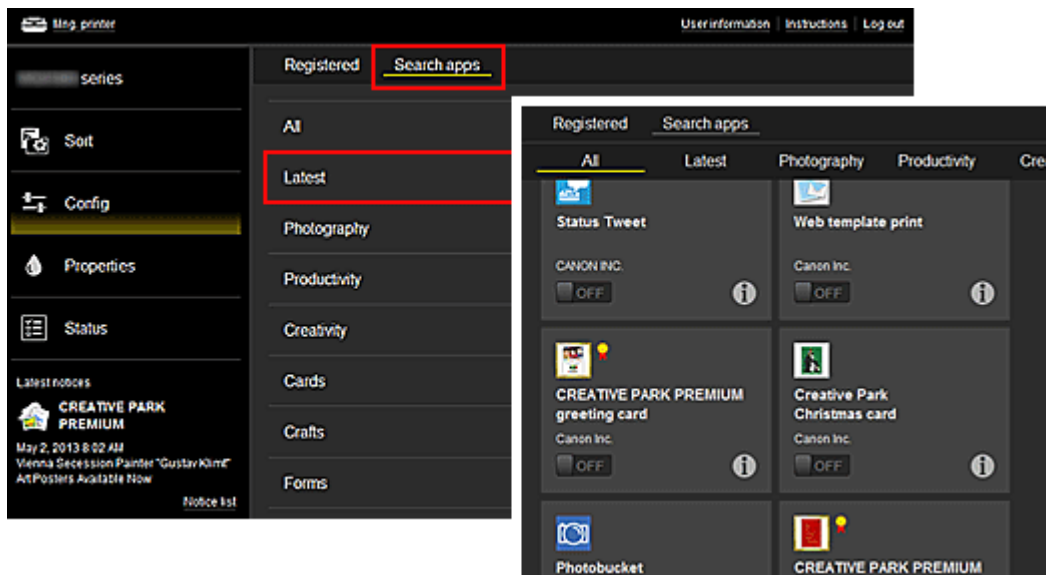 Mng. printer
User information
Instructions
Log out
series
Sort
Config
Properties
Status
Latest notices
CREATIVE PARK
PREMIUM
May 2, 2013 8:02 AM
Vienna Secession Painter "Gustav Klimt"
Art Posters Available Now
Notice list
Registered
Search apps
All
Latest
Photography
Productivity
Creativity
Cards
Crafts
Forms
Registered
Search apps
All
Latest
Photography
Productivity
Cre
Status Tweet
CANON INC.
OFF
Web template print
Canon Inc.
OFF
CREATIVE PARK PREMIUM
greeting card
Canon Inc.
OFF
Creative Park
Christmas card
Canon Inc.
OFF
Photobucket
CREATIVE PARK PREMIUM